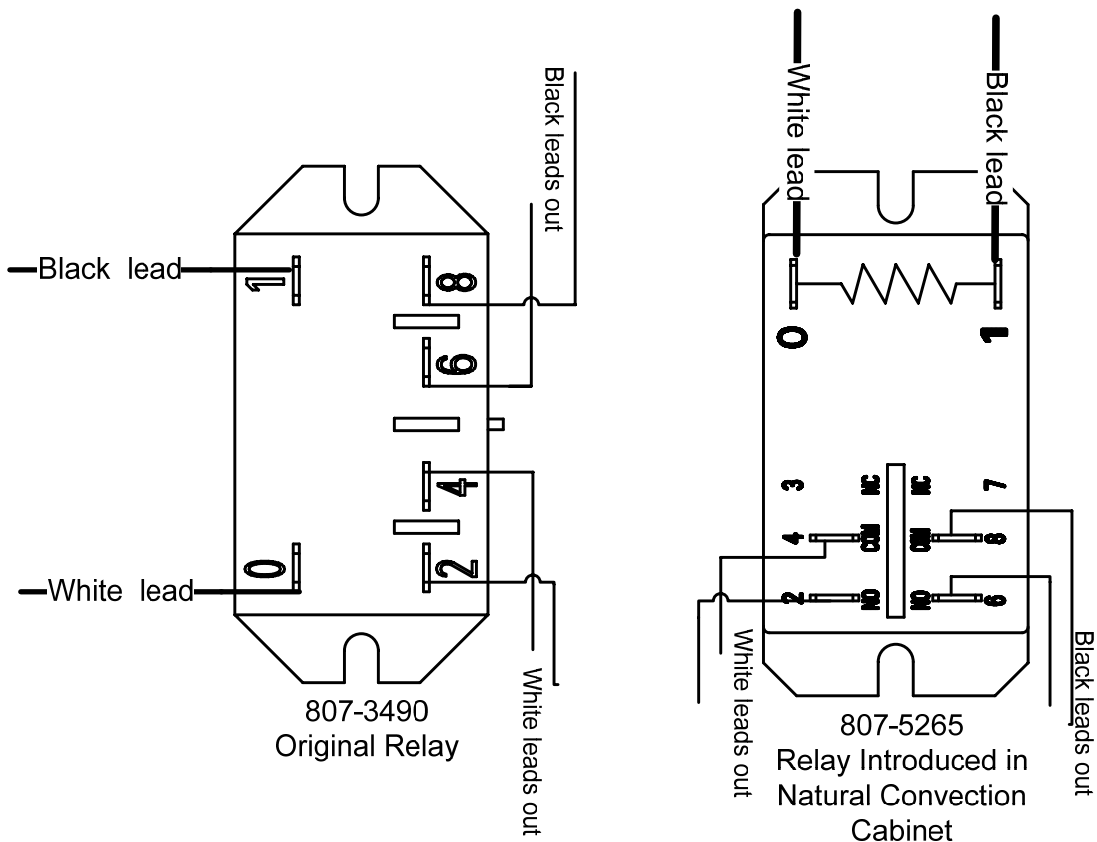 Black leads out
Black lead
1
8
6
4
0
2
White lead
White leads out
807-3490
Original Relay
White lead
Black lead
0
1
3 NC NC 7
4 COM COM 8
2 NO NO 6
White leads out
Black leads out
807-5265
Relay Introduced in
Natural Convection
Cabinet